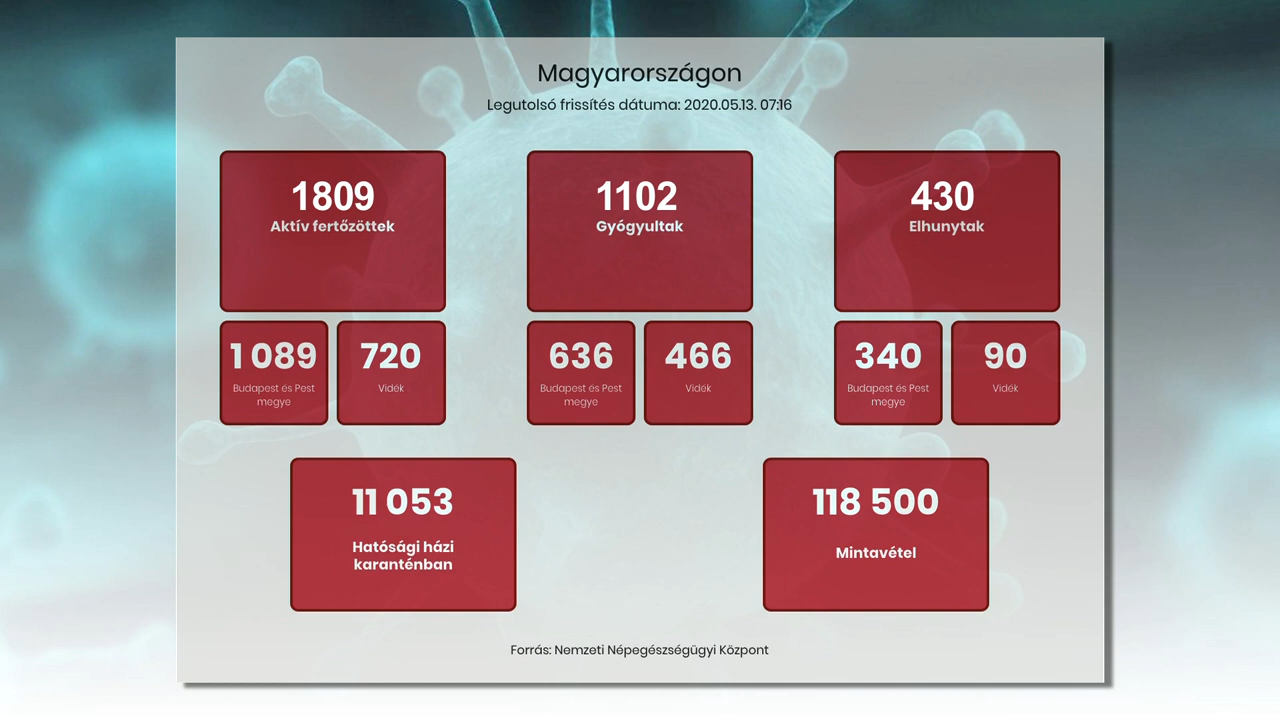 Magyarországon
Legutolsó frissítés dátuma: 2020.05.13. 07:16
1809
Aktív fertőzöttek
1102
Gyógyultak
430
Elhunytak
1 089
Budapest és Pest
megye
720
Vidék
636
Budapest és Pest
megye
466
Vidék
340
Budapest és Pest
megye
90
Vidék
11 053
Hatósági házi
karanténban
118 500
Mintavétel
Forrás: Nemzeti Népegészségügyi Központ